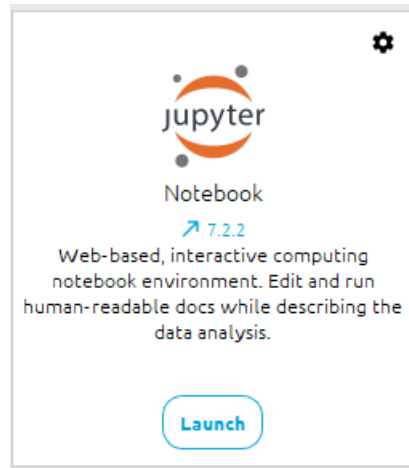 jupyter
Notebook
7.2.2
Web-based, interactive computing
notebook environment. Edit and run
human-readable docs while describing the
data analysis.
Launch